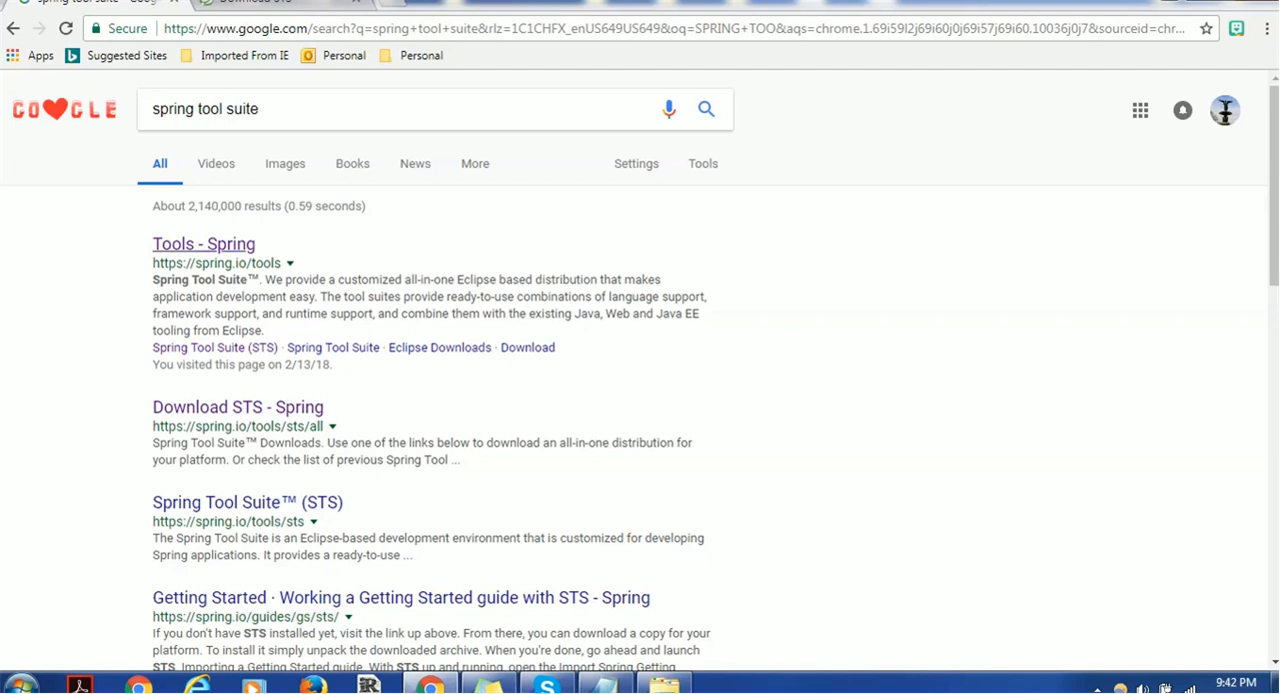 spring tool suite - Goog
Download STS
Secure https://www.google.com/search?q=spring+tool+suite&rlz=1C1CHFX_enUS649US649&oq=SPRING+TOO&aqs=chrome.1.69i59l2j69i60j0j69i57j69i60.10036j0j7&sourceid=chr...
Apps Suggested Sites Imported From IE Personal Personal
GO GLE spring tool suite
All Videos Images Books News More Settings Tools
About 2,140,000 results (0.59 seconds)
Tools - Spring
https://spring.io/tools
Spring Tool Suite™. We provide a customized all-in-one Eclipse based distribution that makes
application development easy. The tool suites provide ready-to-use combinations of language support,
framework support, and runtime support, and combine them with the existing Java, Web and Java EE
tooling from Eclipse.
Spring Tool Suite (STS) · Spring Tool Suite · Eclipse Downloads · Download
You visited this page on 2/13/18.
Download STS - Spring
https://spring.io/tools/sts/all
Spring Tool Suite™ Downloads. Use one of the links below to download an all-in-one distribution for
your platform. Or check the list of previous Spring Tool ...
Spring Tool Suite™ (STS)
https://spring.io/tools/sts
The Spring Tool Suite is an Eclipse-based development environment that is customized for developing
Spring applications. It provides a ready-to-use ...
Getting Started · Working a Getting Started guide with STS - Spring
https://spring.io/guides/gs/sts/
If you don't have STS installed yet, visit the link up above. From there, you can download a copy for your
platform. To install it simply unpack the downloaded archive. When you're done, go ahead and launch
STS. Importing a Getting Started guide. With STS up and running, open the Import Spring Getting
9:42 PM